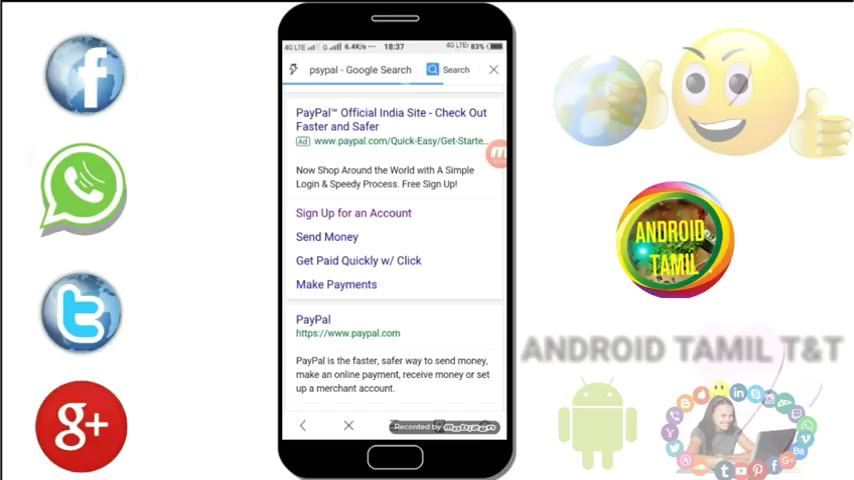 4G LTE G 6.4K/s ··· 18:37 4G LTE 83%
psypal - Google Search Search
PayPal™ Official India Site - Check Out
Faster and Safer
Ad www.paypal.com/Quick-Easy/Get-Starte...
Now Shop Around the World with A Simple
Login & Speedy Process. Free Sign Up!
Sign Up for an Account
Send Money
Get Paid Quickly w/ Click
Make Payments
PayPal
https://www.paypal.com
PayPal is the faster, safer way to send money,
make an online payment, receive money or set
up a merchant account.
Recorded by mobizen
g+
ANDROID
TAMIL
ANDROID TAMIL T&T